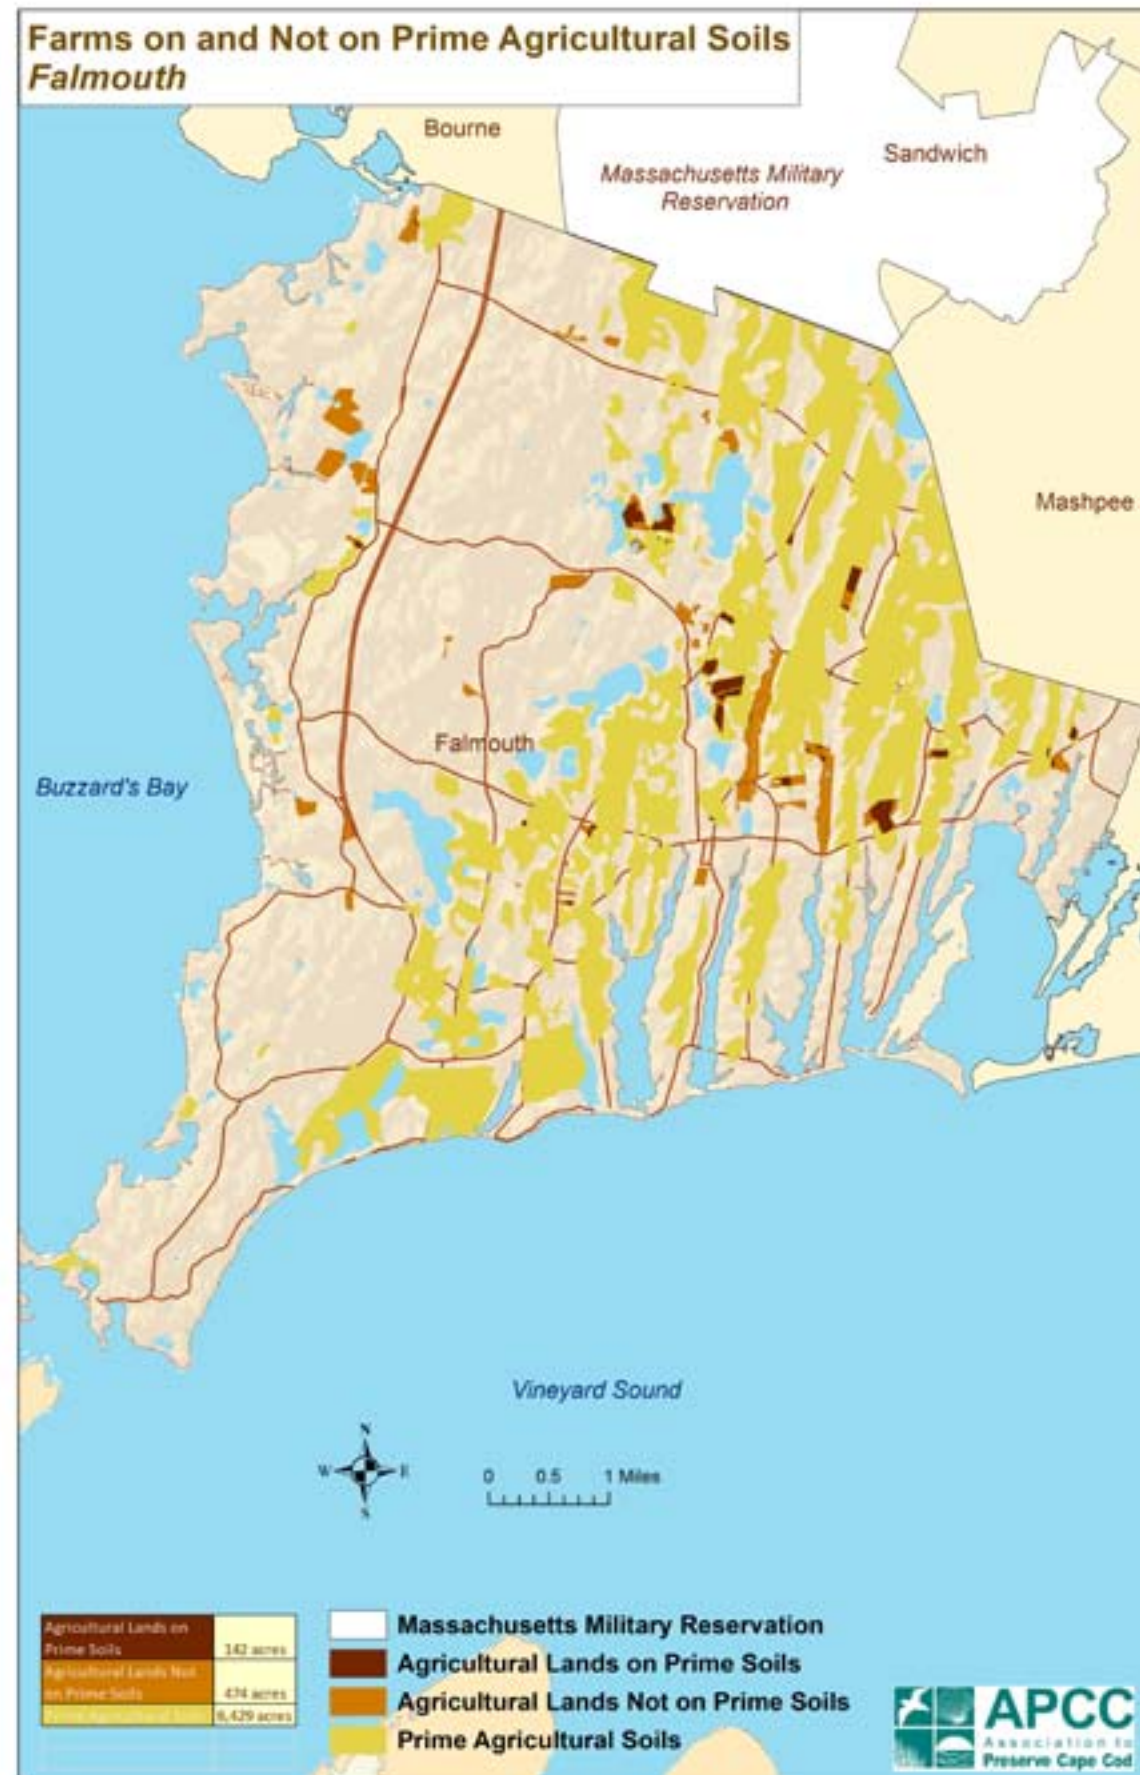 Farms on and Not on Prime Agricultural Soils
Falmouth
Bourne
Sandwich
Massachusetts Military
Reservation
Mashpee
Falmouth
Buzzard's Bay
Vineyard Sound
N
W E
S
0 0.5 1 Miles
Agricultural Lands on
Prime Soils 142 acres
Agricultural Lands Not
on Prime Soils 474 acres
Prime Agricultural 6,429 acres
Massachusetts Military Reservation
Agricultural Lands on Prime Soils
Agricultural Lands Not on Prime Soils
Prime Agricultural Soils
APCC
Association to
Preserve Cape Cod